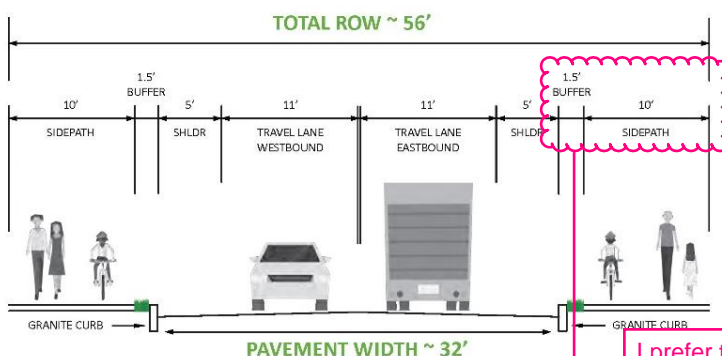 TOTAL ROW ~ 56'
1.5'
BUFFER
1.5'
BUFFER
10' 5' 11' 11' 5' 10'
SIDEPATH SHLDR TRAVEL LANE
WESTBOUND TRAVEL LANE
EASTBOUND SHLDR SIDEPATH
GRANITE CURB GRANITE CURB
PAVEMENT WIDTH ~ 32'
I prefer